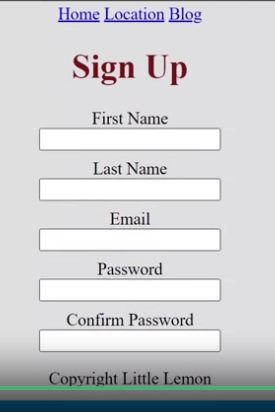 Home Location Blog
Sign Up
First Name
Last Name
Email
Password
Confirm Password
Copyright Little Lemon